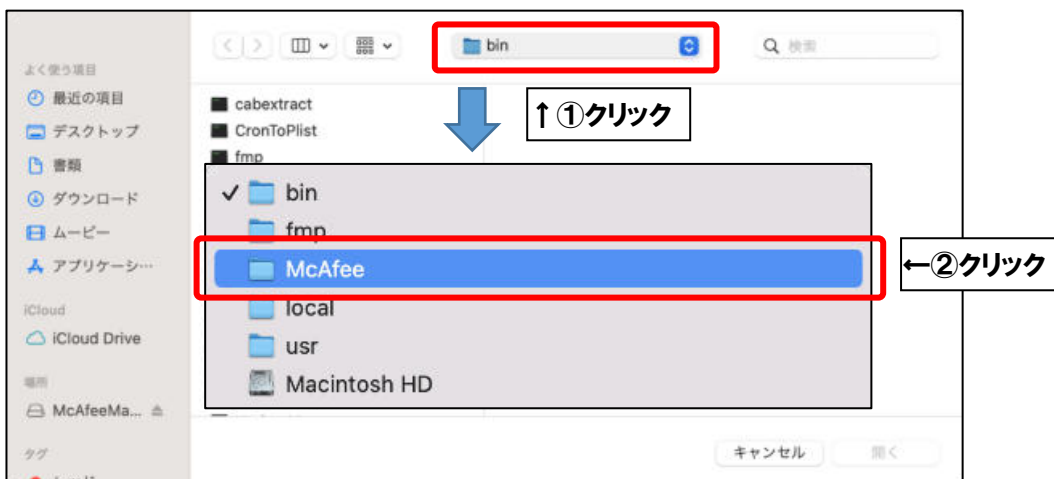 bin
検索
よく使う項目
最近の項目
デスクトップ
書類
ダウンロード
ムービー
アプリケーシ…
iCloud
iCloud Drive
場所
McAfeeMa...
タグ
cabextract
CronToPlist
fmp
↑①クリック
✓ bin
fmp
McAfee
←②クリック
local
usr
Macintosh HD
キャンセル
開く